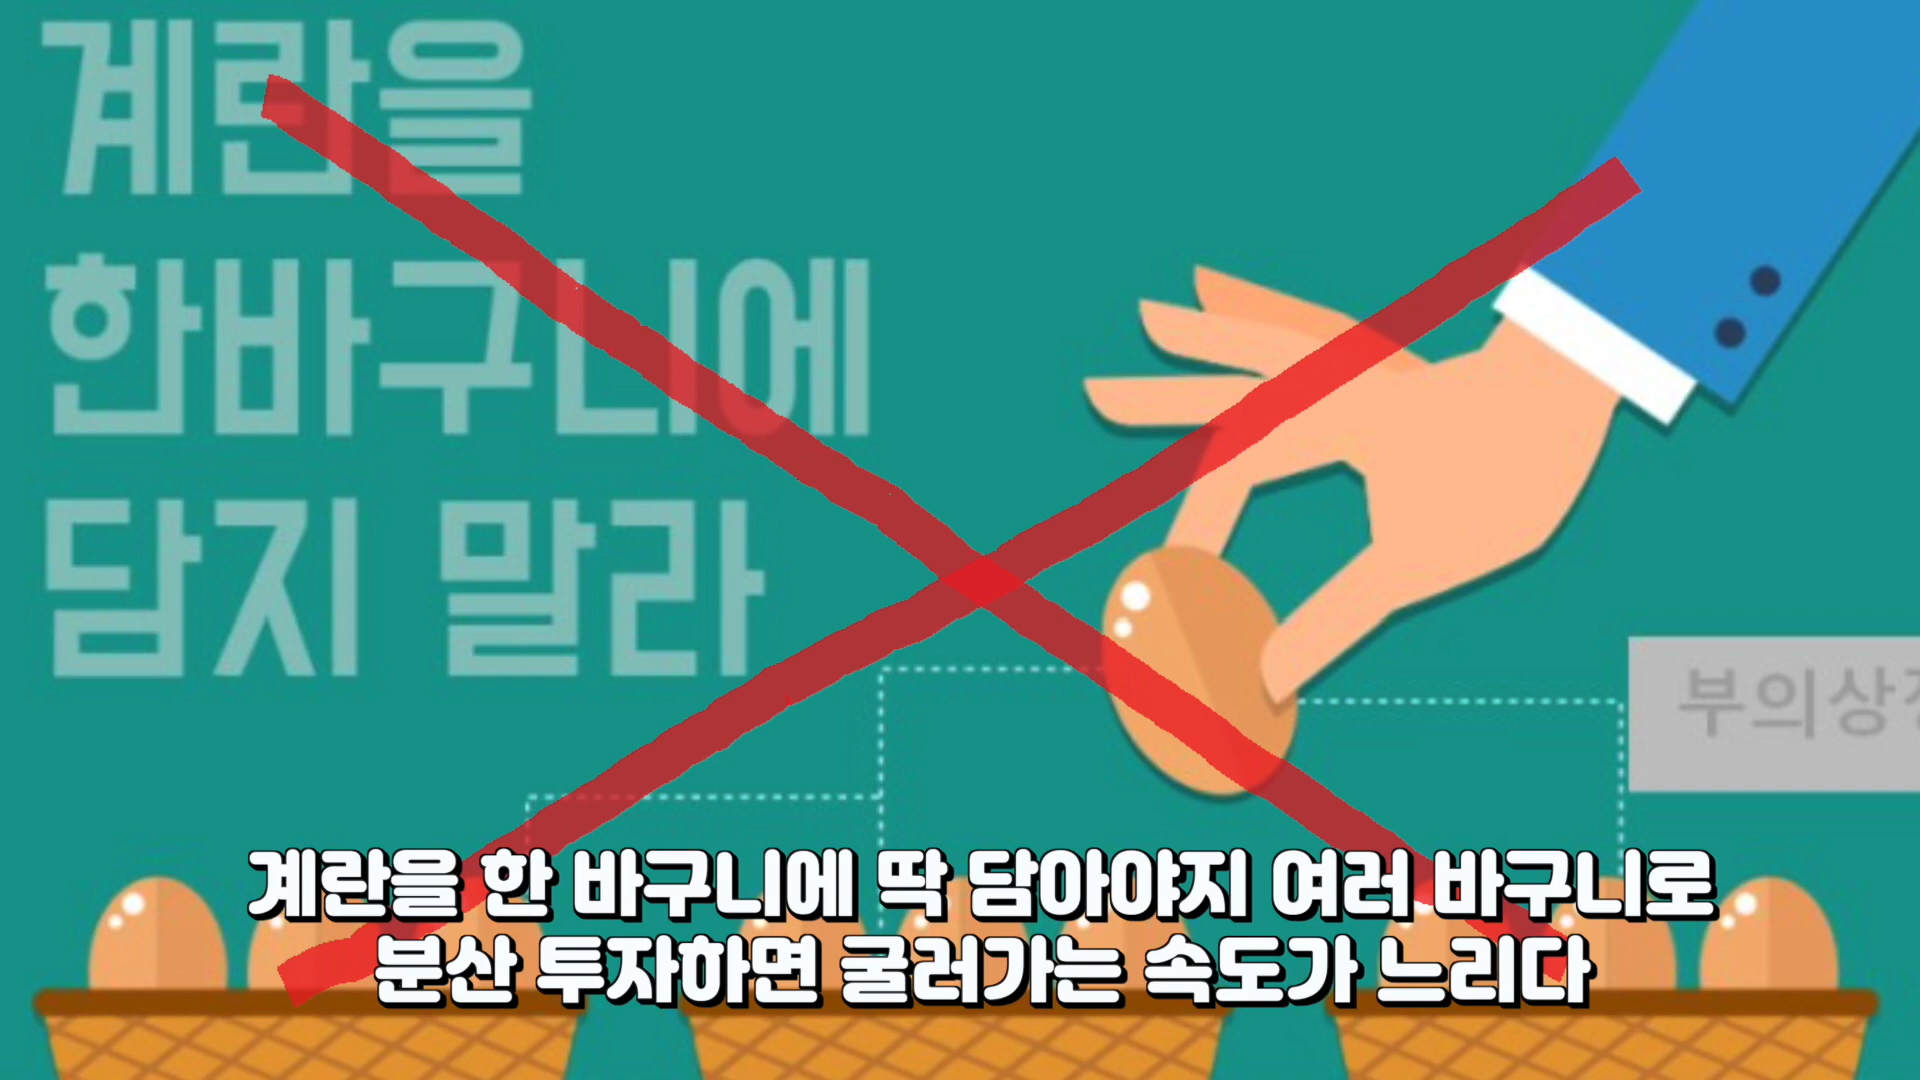 계란을
한바구니에
담지 말라
부의상
계란을 한 바구니에 딱 담아야지 여러 바구니로
분산 투자하면 굴러가는 속도가 느리다